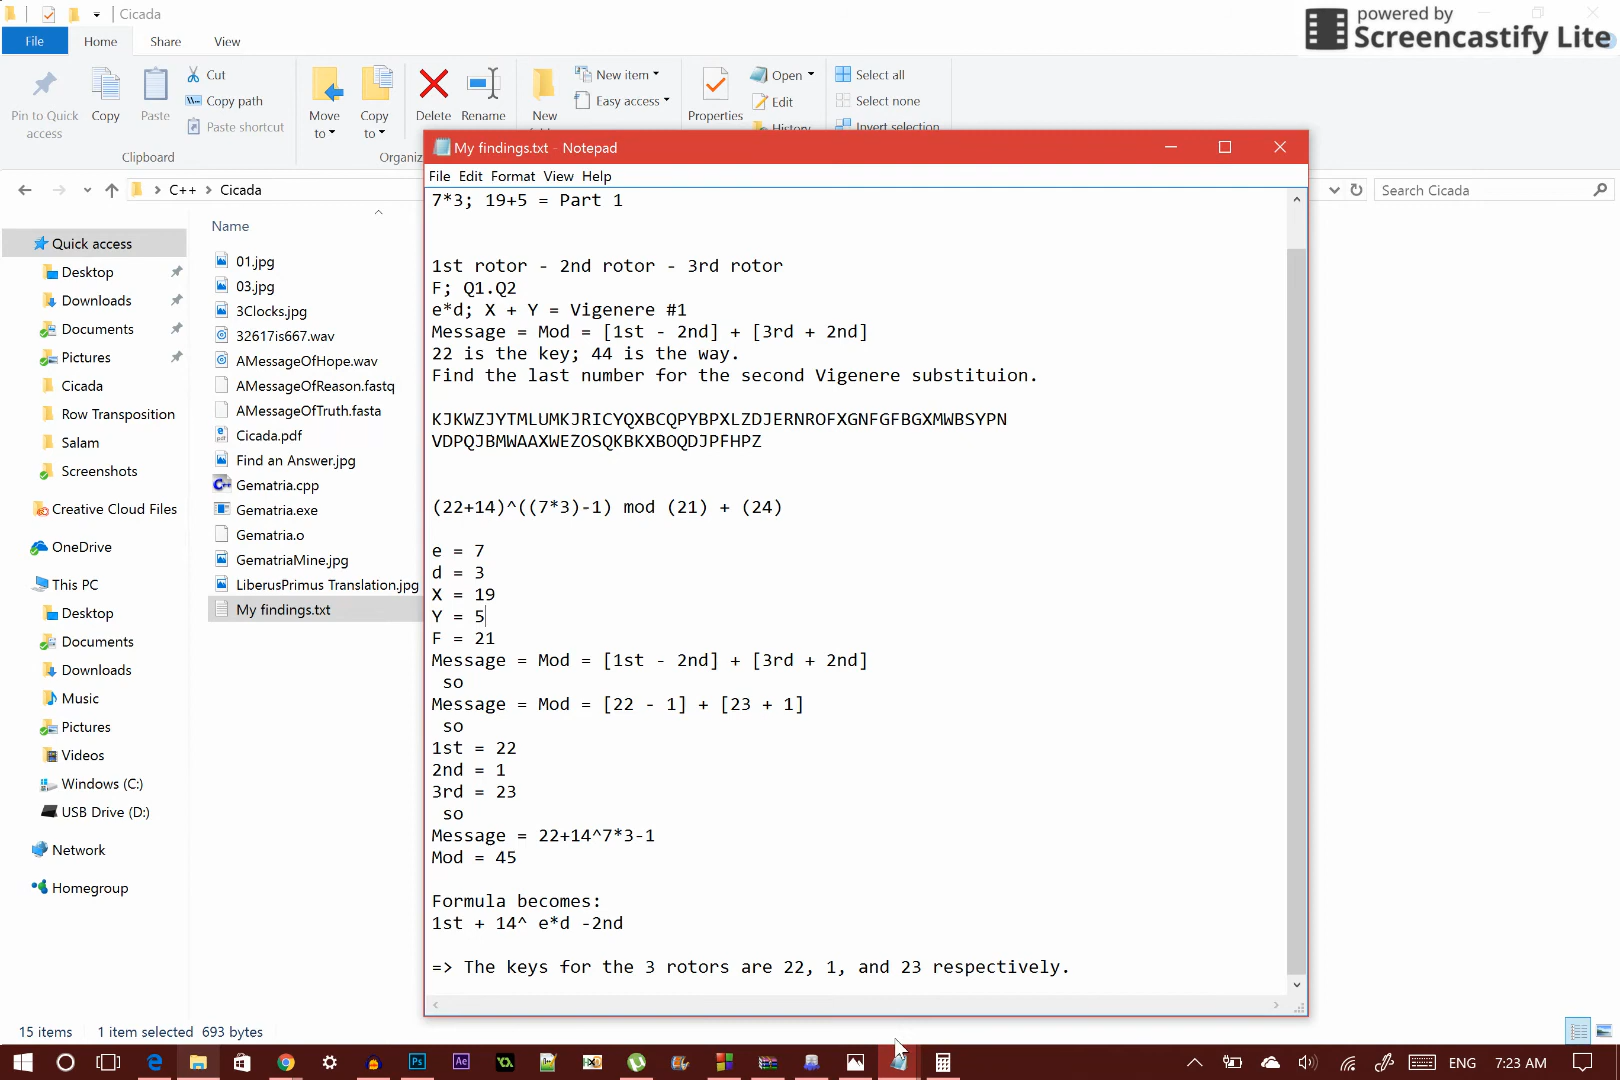 Cicada
powered by
Screencastify Lite
File
Home
Share
View
Pin to Quick
access
Copy
Paste
Cut
Copy path
Paste shortcut
Clipboard
Move
to
Copy
to
Delete
Rename
Organiz
New
New item
Easy access
Properties
Open
Edit
History
Select all
Select none
Invert selection
C++ > Cicada
Search Cicada
Quick access
Desktop
Downloads
Documents
Pictures
Cicada
Row Transposition
Salam
Screenshots
Creative Cloud Files
OneDrive
This PC
Desktop
Documents
Downloads
Music
Pictures
Videos
Windows (C:)
USB Drive (D:)
Network
Homegroup
Name
01.jpg
03.jpg
3Clocks.jpg
32617is667.wav
AMessageOfHope.wav
AMessageOfReason.fastq
AMessageOfTruth.fasta
Cicada.pdf
Find an Answer.jpg
Gematria.cpp
Gematria.exe
Gematria.o
GematriaMine.jpg
LiberusPrimus Translation.jpg
My findings.txt
My findings.txt - Notepad
File Edit Format View Help
7*3; 19+5 = Part 1
1st rotor - 2nd rotor - 3rd rotor
F; Q1.Q2
e*d; X + Y = Vigenere #1
Message = Mod = [1st - 2nd] + [3rd + 2nd]
22 is the key; 44 is the way.
Find the last number for the second Vigenere substituion.
KJKWZJYTMLUMKJRICYQXBCQPYBPXLZDJERNROFXGNFGFBGXMWBSYPN
VDPQJBMWAAXWEZOSQKBKXBOQDJPFHPZ
(22+14)^((7*3)-1) mod (21) + (24)
e = 7
d = 3
X = 19
Y = 5
F = 21
Message = Mod = [1st - 2nd] + [3rd + 2nd]
so
Message = Mod = [22 - 1] + [23 + 1]
so
1st = 22
2nd = 1
3rd = 23
so
Message = 22+14^7*3-1
Mod = 45
Formula becomes:
1st + 14^ e*d -2nd
=> The keys for the 3 rotors are 22, 1, and 23 respectively.
15 items
1 item selected 693 bytes
Ps
Ae
ENG
7:23 AM